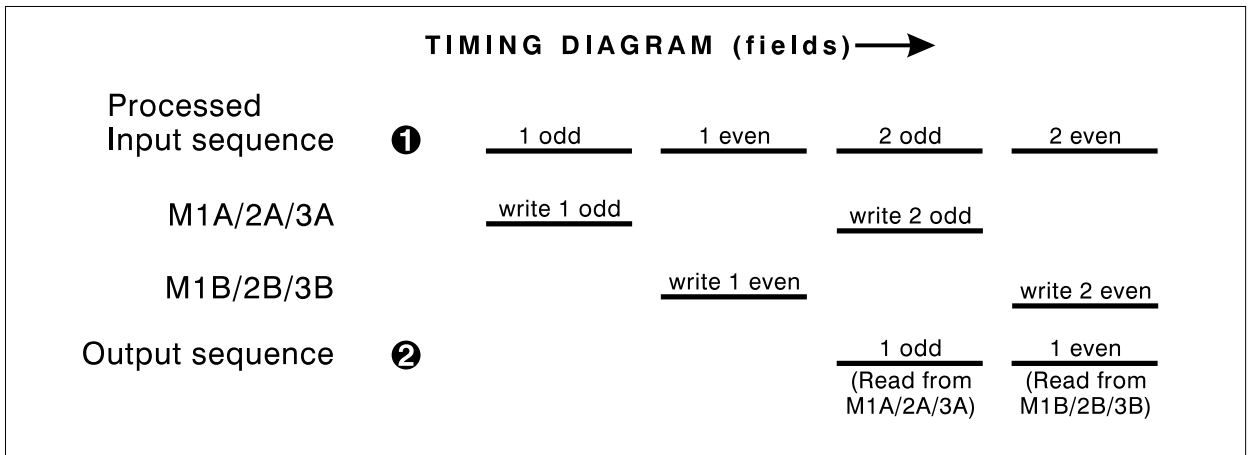 TIMING DIAGRAM (fields)
Processed
Input sequence ❶ 1 odd 1 even 2 odd 2 even
M1A/2A/3A write 1 odd write 2 odd
M1B/2B/3B write 1 even write 2 even
Output sequence ❷ 1 odd 1 even
(Read from (Read from
M1A/2A/3A) M1B/2B/3B)